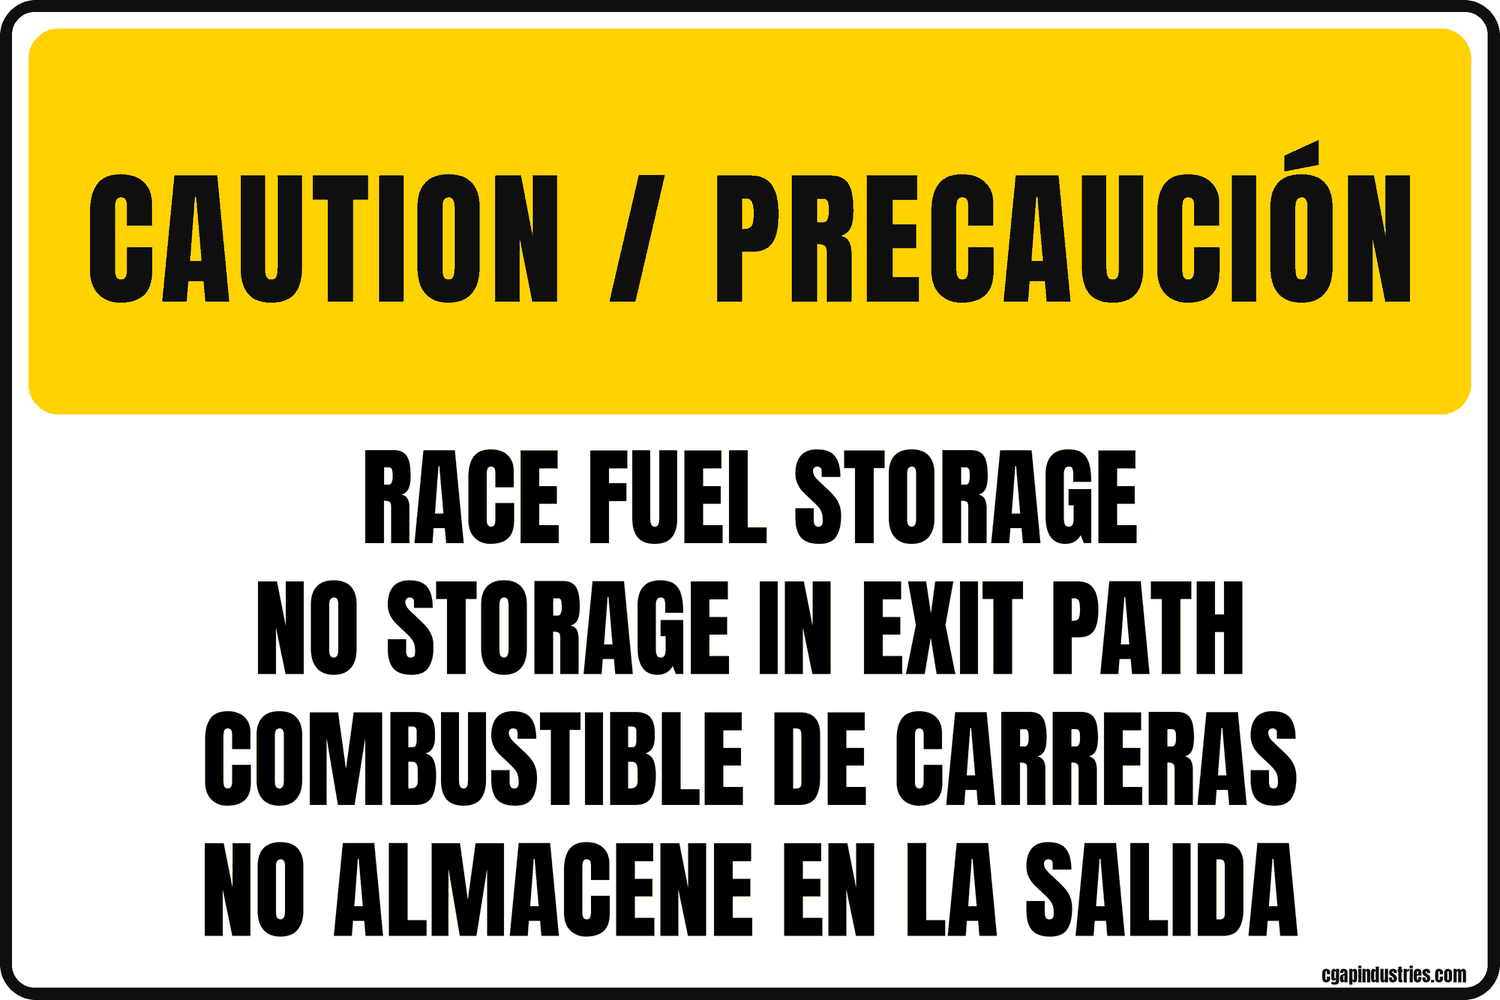 CAUTION / PRECAUCIÓN
RACE FUEL STORAGE
NO STORAGE IN EXIT PATH
COMBUSTIBLE DE CARRERAS
NO ALMACENE EN LA SALIDA
cgapindustries.com